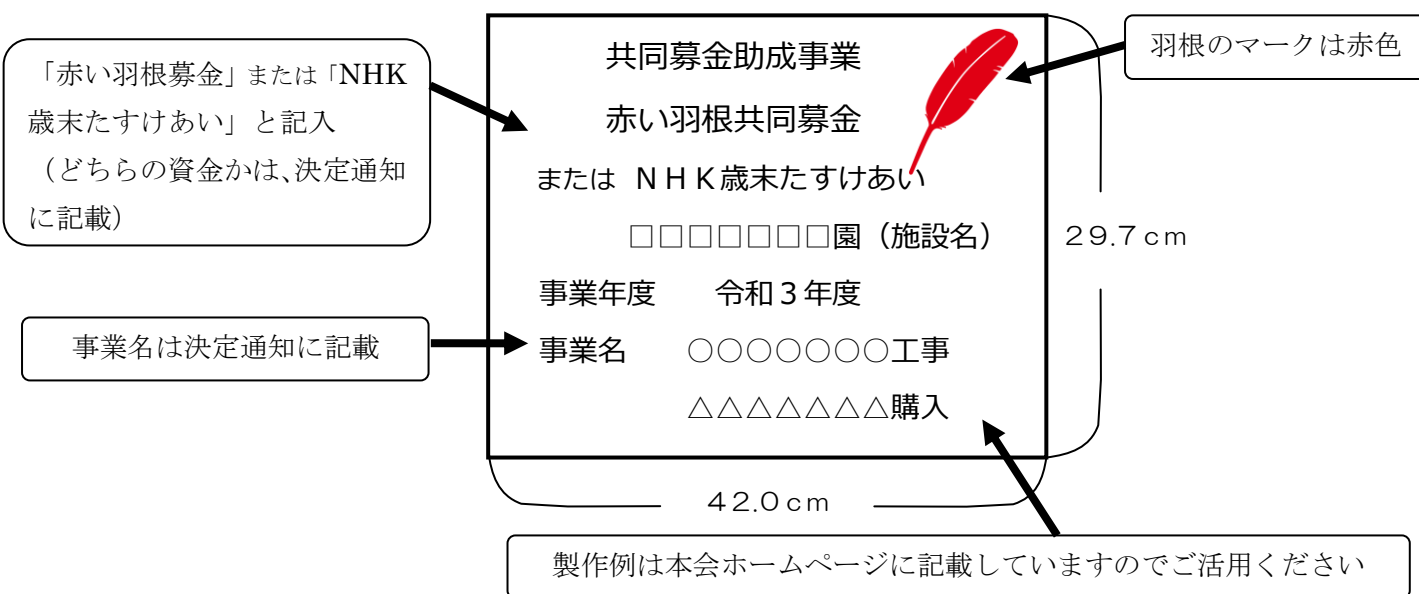 「赤い羽根募金」または「NHK
歳末たすけあい」と記入
（どちらの資金かは、決定通知
に記載）
事業名は決定通知に記載
共同募金助成事業
赤い羽根共同募金
または ＮＨＫ歳末たすけあい
□□□□□□□園（施設名）
事業年度 令和３年度
事業名 ○○○○○○○工事
△△△△△△△購入
羽根のマークは赤色
２９.７ｃｍ
４２.０ｃｍ
製作例は本会ホームページに記載していますのでご活用ください